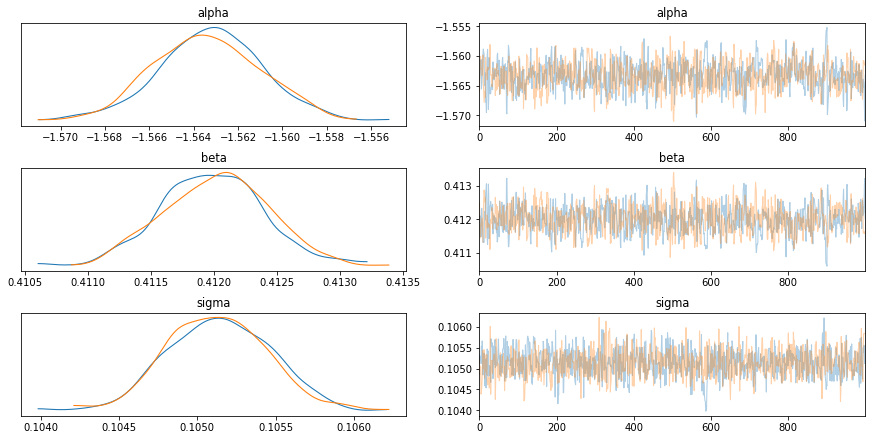 alpha
alpha
−1.555
−1.560
−1.565
−1.570
−1.570 −1.568 −1.566 −1.564 −1.562 −1.560 −1.558 −1.556
0 200 400 600 800
beta
beta
0.413
0.412
0.411
0.4105 0.4110 0.4115 0.4120 0.4125 0.4130 0.4135
0 200 400 600 800
sigma
sigma
0.1060
0.1055
0.1050
0.1045
0.1040
0.1040 0.1045 0.1050 0.1055 0.1060
0 200 400 600 800